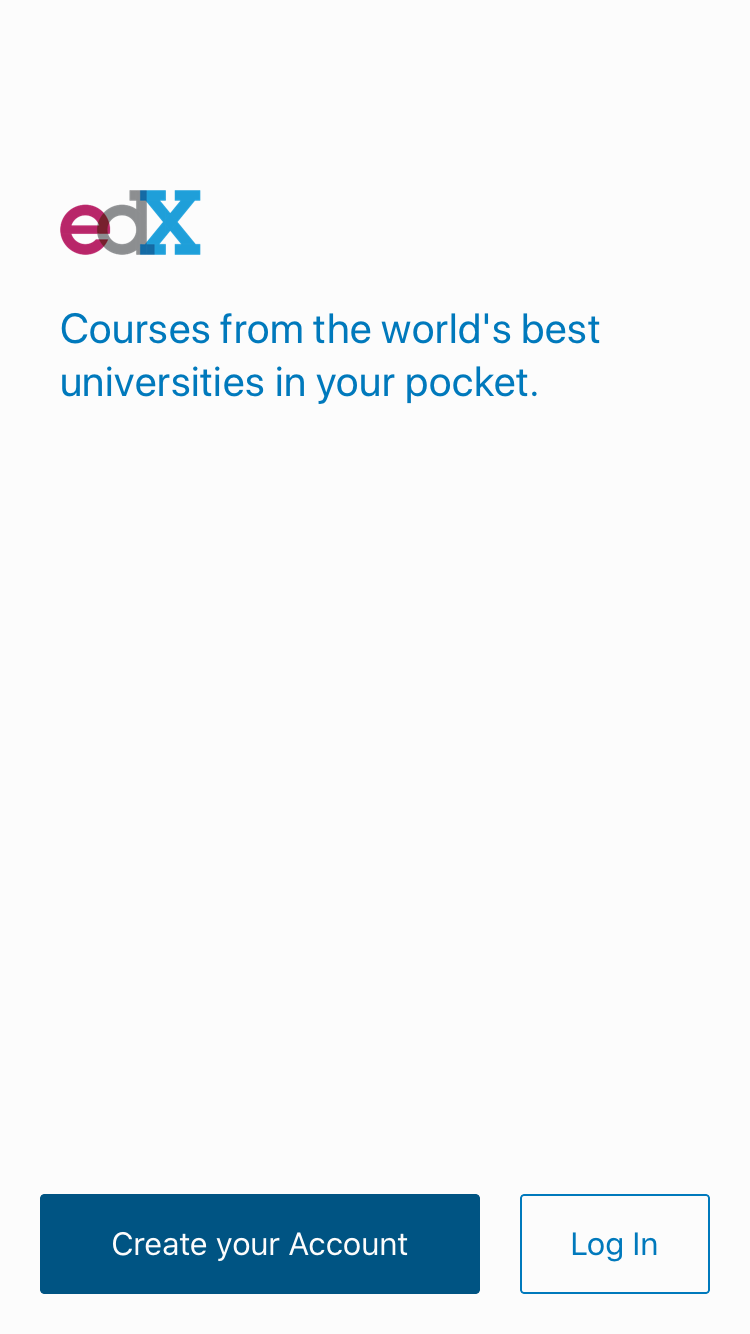 edX
Courses from the world's best
universities in your pocket.
Create your Account
Log In